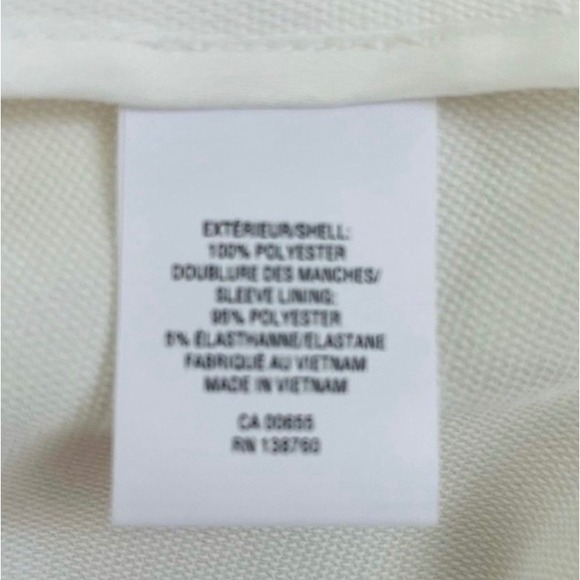 EXTÉRIEUR/SHELL:
100% POLYESTER
DOUBLURE DES MANCHES/
SLEEVE LINING:
95% POLYESTER
5% ÉLASTHANNE/ELASTANE
FABRIQUÉ AU VIETNAM
MADE IN VIETNAM
CA 00655
RN 138760